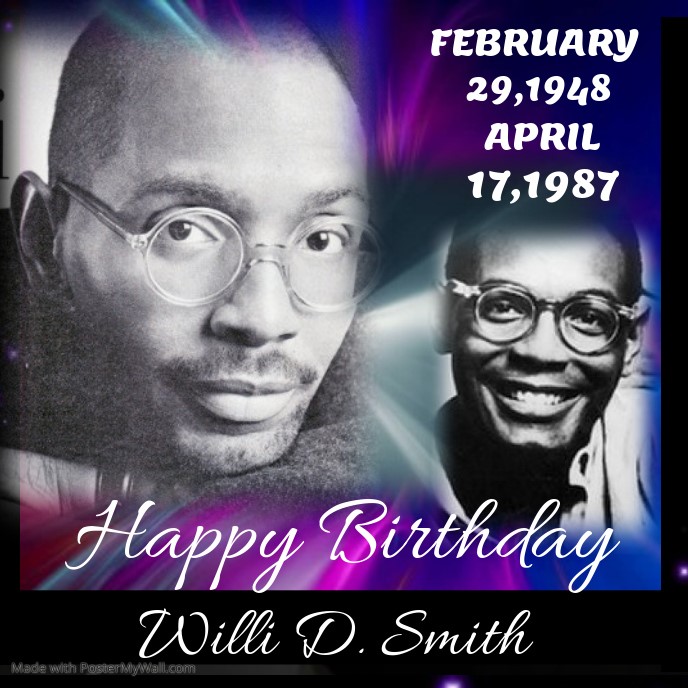 FEBRUARY
29,1948
APRIL
17,1987
Happy Birthday
Willi D. Smith
Made with PosterMyWall.com